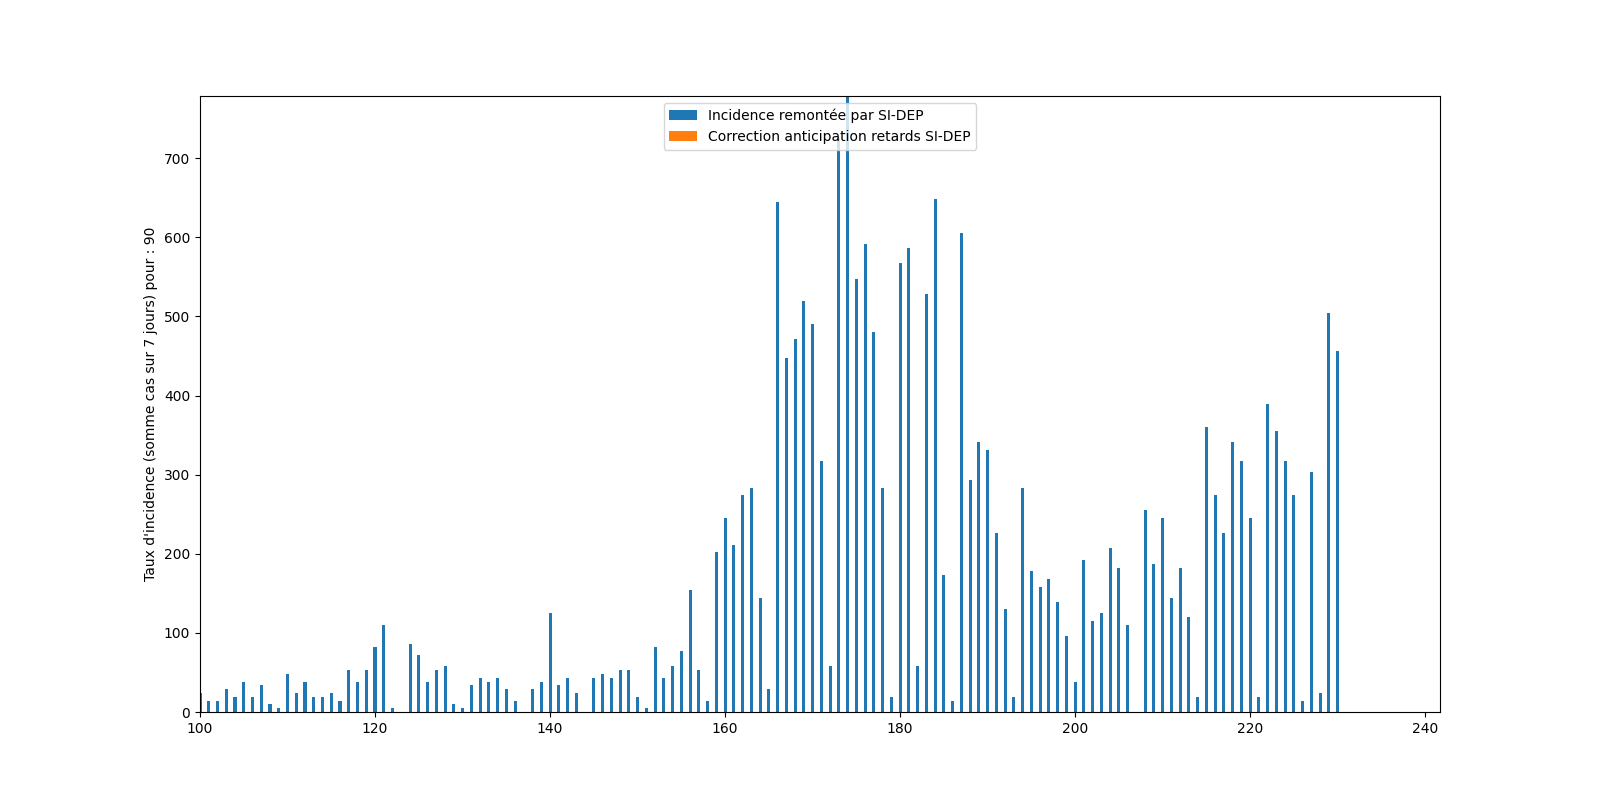 Incidence remontée par SI-DEP
Correction anticipation retards SI-DEP
Taux d'incidence (somme cas sur 7 jours) pour : 90
700
600
500
400
300
200
100
0
100 120 140 160 180 200 220 240